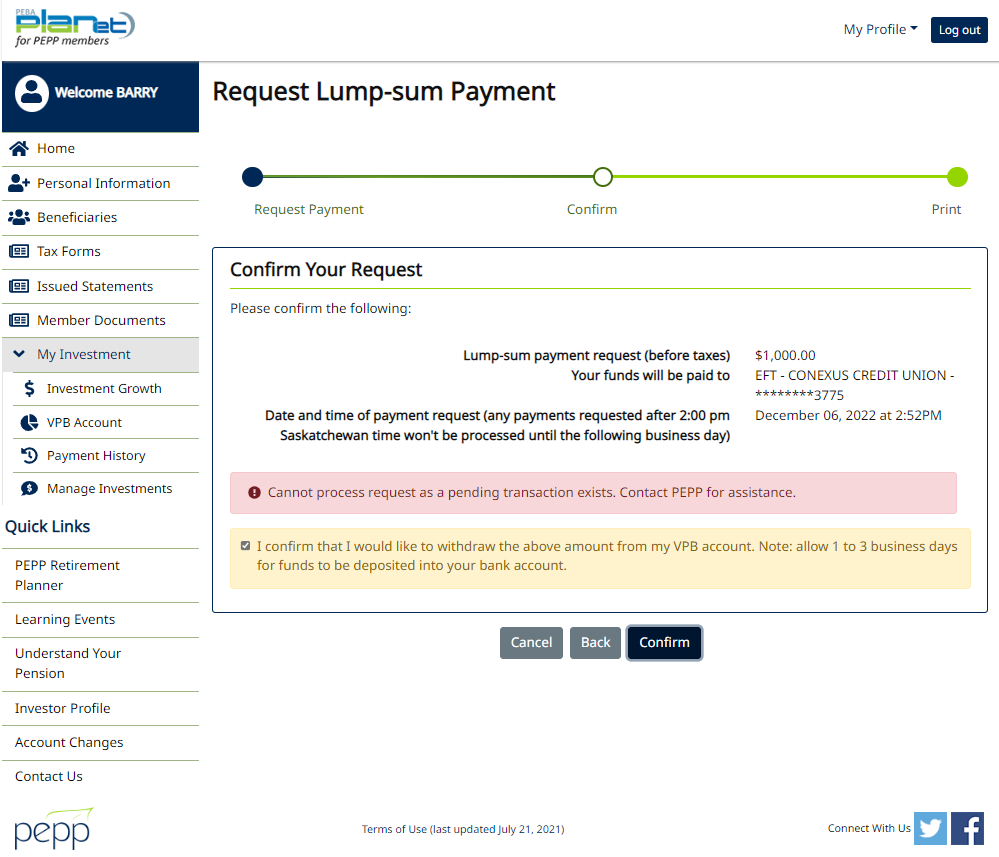 PEBA
planet
for PEPP members
My Profile
Log out
Welcome BARRY
Home
Personal Information
Beneficiaries
Tax Forms
Issued Statements
Member Documents
My Investment
Investment Growth
VPB Account
Payment History
Manage Investments
Quick Links
PEPP Retirement
Planner
Learning Events
Understand Your
Pension
Investor Profile
Account Changes
Contact Us
Request Lump-sum Payment
Request Payment
Confirm
Print
Confirm Your Request
Please confirm the following:
Lump-sum payment request (before taxes) $1,000.00
Your funds will be paid to EFT - CONEXUS CREDIT UNION -
********3775
Date and time of payment request (any payments requested after 2:00 pm December 06, 2022 at 2:52PM
Saskatchewan time won't be processed until the following business day)
Cannot process request as a pending transaction exists. Contact PEPP for assistance.
I confirm that I would like to withdraw the above amount from my VPB account. Note: allow 1 to 3 business days
for funds to be deposited into your bank account.
Cancel
Back
Confirm
pepp
Terms of Use (last updated July 21, 2021)
Connect With Us